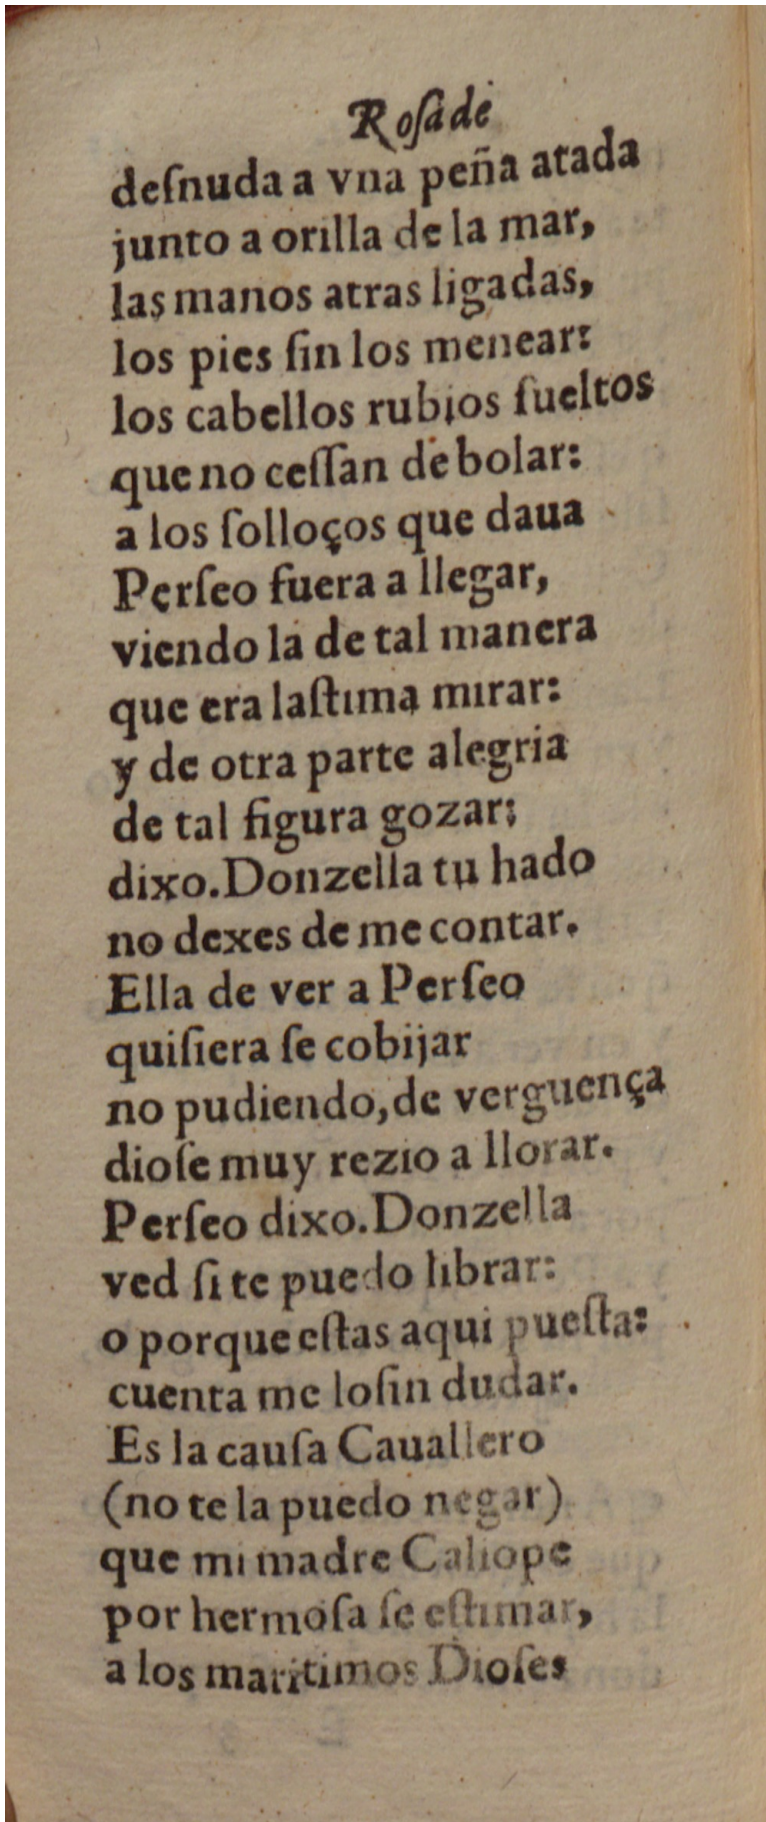 Rosa de
deſnuda a vna peña atada
junto a orilla de la mar,
las manos atras ligadas,
los pies ſin los menear:
los cabellos rubios ſueltos
que no ceſſan de bolar:
a los ſolloços que daua
Perſeo fuera a llegar,
viendo la de tal manera
que era laſtima mirar:
y de otra parte alegria
de tal figura gozar:
dixo. Donzella tu hado
no dexes de me contar.
Ella de ver a Perſeo
quiſiera ſe cobijar
no pudiendo, de verguença
dioſe muy rezio a llorar.
Perſeo dixo. Donzella
ved ſi te puedo librar:
o porque eſtas aqui pueſta:
cuenta me lo ſin dudar.
Es la cauſa Cauallero
(no te la puedo negar)
que mi madre Caliope
por hermoſa ſe eſtimar,
a los maritimos Dioſes